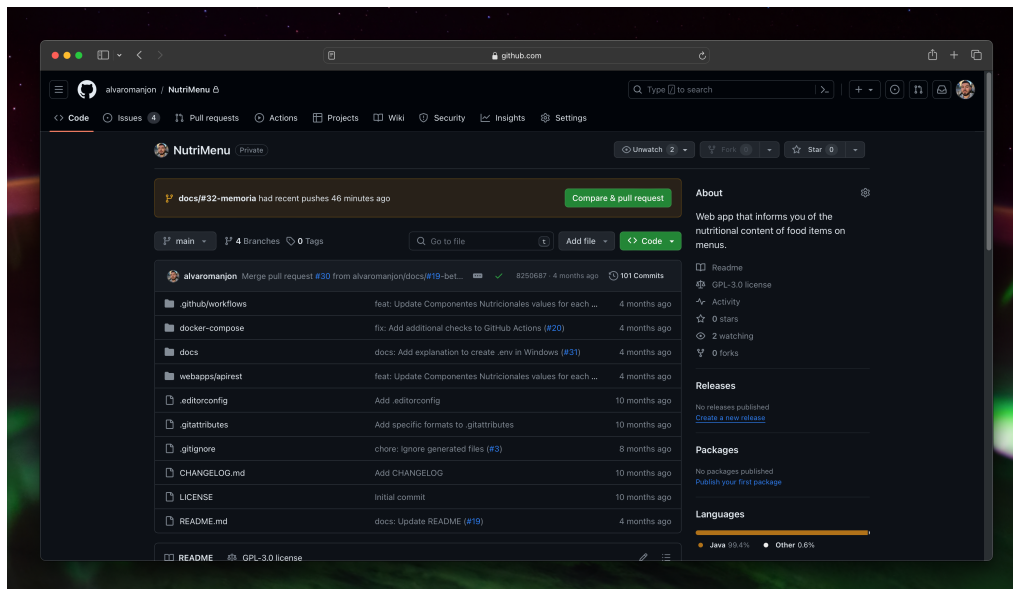 github.com
alvaromanjon / NutriMenu
Type / to search
Code Issues 4 Pull requests Actions Projects Wiki Security Insights Settings
NutriMenu Private
Unwatch 2 Fork 0 Star 0
docs/#32-memoria had recent pushes 46 minutes ago
Compare & pull request
main 4 Branches 0 Tags
Go to file t
Add file
Code
alvaromanjon Merge pull request #30 from alvaromanjon/docs/#19-bet... 8250687 · 4 months ago 101 Commits
.github/workflows feat: Update Componentes Nutricionales values for each ... 4 months ago
docker-compose fix: Add additional checks to GitHub Actions (#20) 4 months ago
docs docs: Add explanation to create .env in Windows (#31) 4 months ago
webapps/apirest feat: Update Componentes Nutricionales values for each ... 4 months ago
.editorconfig Add .editorconfig 10 months ago
.gitattributes Add specific formats to .gitattributes 10 months ago
.gitignore chore: Ignore generated files (#3) 8 months ago
CHANGELOG.md Add CHANGELOG 10 months ago
LICENSE Initial commit 10 months ago
README.md docs: Update README (#19) 4 months ago
README GPL-3.0 license
About
Web app that informs you of the
nutritional content of food items on
menus.
Readme
GPL-3.0 license
Activity
0 stars
2 watching
0 forks
Releases
No releases published
Create a new release
Packages
No packages published
Publish your first package
Languages
Java 99.4% Other 0.6%